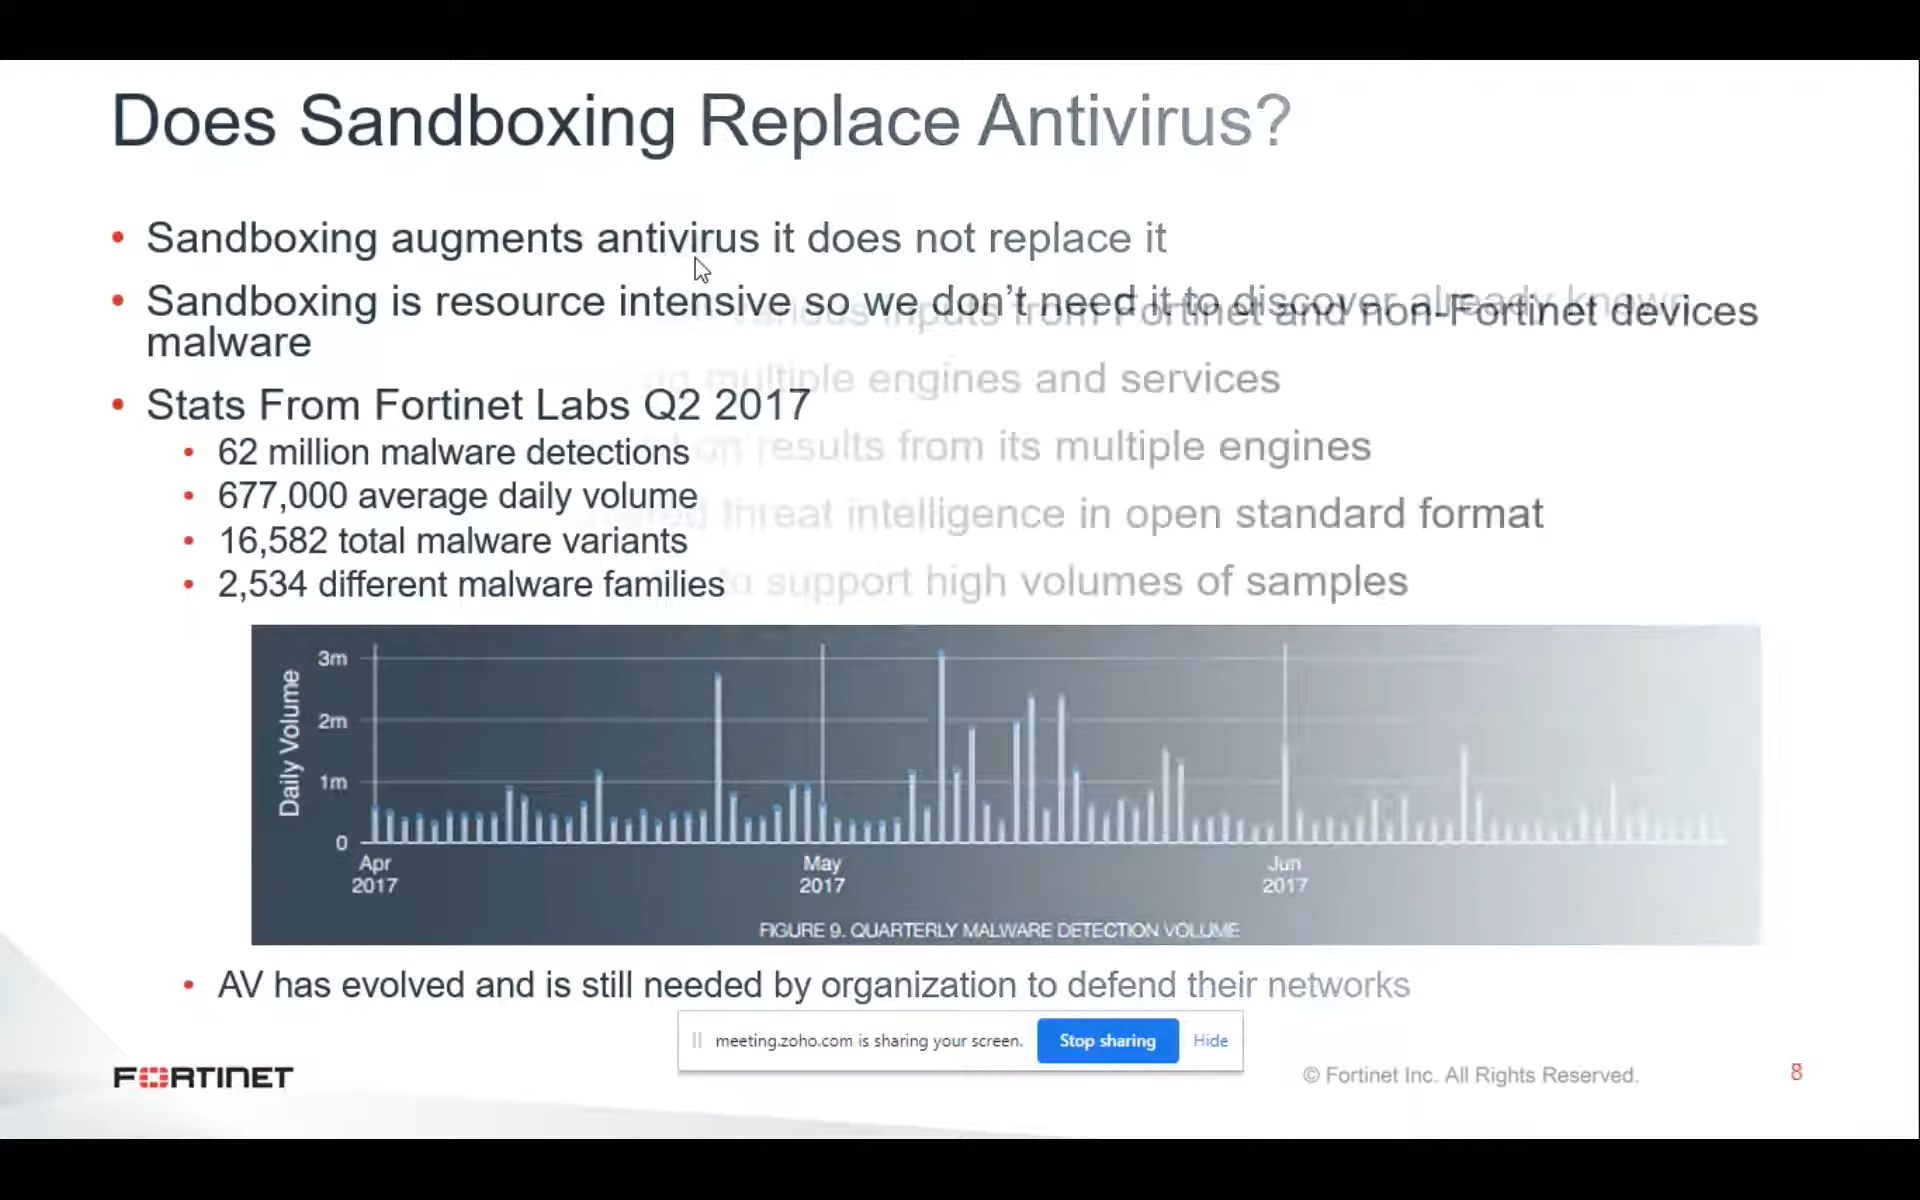 Does Sandboxing Replace Antivirus?
• Sandboxing augments antivirus it does not replace it
• Sandboxing is resource intensive so we don't need it to discover already known
malware
various inputs from Fortinet and non-Fortinet devices
multiple engines and services
• Stats From Fortinet Labs Q2 2017
• 62 million malware detections
on results from its multiple engines
• 677,000 average daily volume
threat intelligence in open standard format
• 16,582 total malware variants
• 2,534 different malware families
to support high volumes of samples
Daily Volume
3m
2m
1m
0
Apr
2017
May
2017
Jun
2017
FIGURE 9. QUARTERLY MALWARE DETECTION VOLUME
• AV has evolved and is still needed by organization to defend their networks
meeting.zoho.com is sharing your screen. Stop sharing Hide
FORTINET
© Fortinet Inc. All Rights Reserved.
8